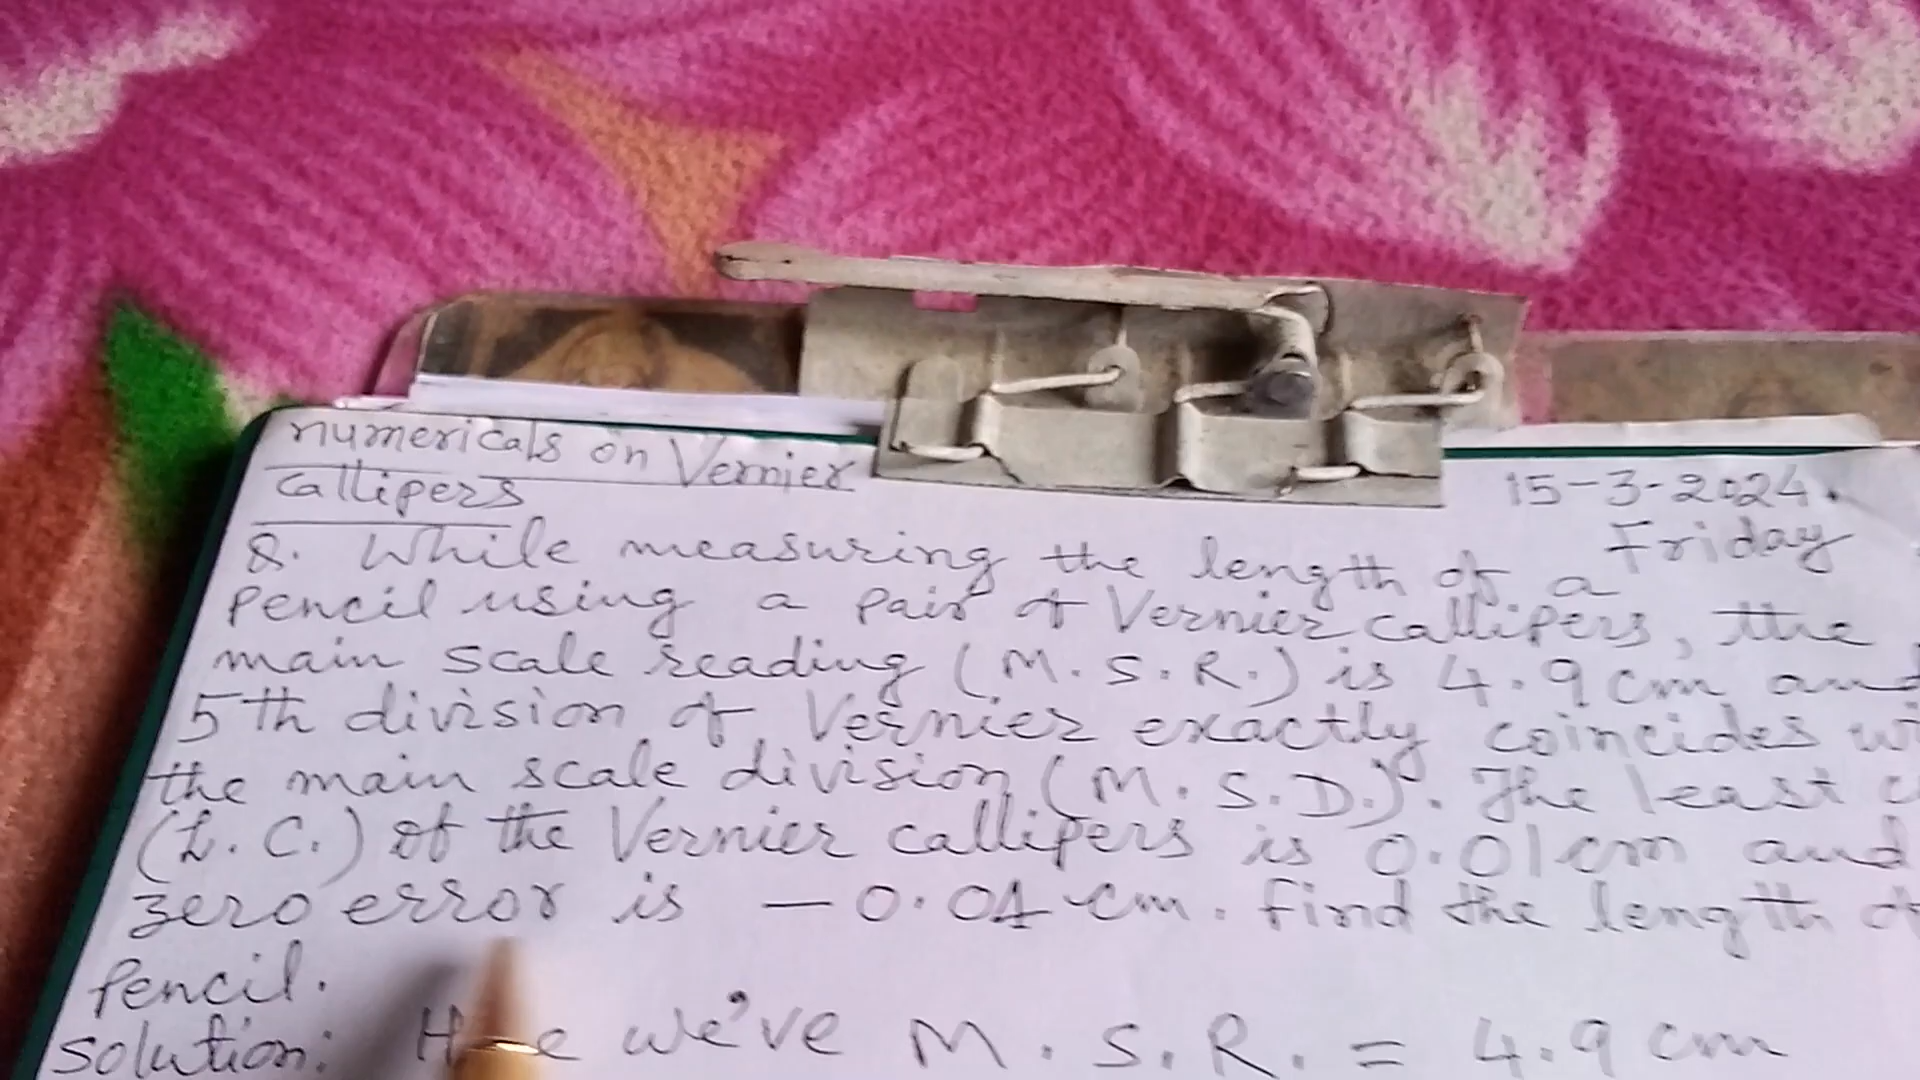 numericals on Vernier
callipers
15-3-2024.
Friday
Q. While measuring the length of a
pencil using a pair of Vernier callipers, the
main scale reading (M.S.R.) is 4.9 cm and
5th division of Vernier exactly coincides
the main scale division (M.S.D.). The least
(L.C.) of the Vernier callipers is 0.01 cm and
zero error is -0.04 cm. Find the length of
pencil.
Solution: we've M.S.R. = 4.9 cm